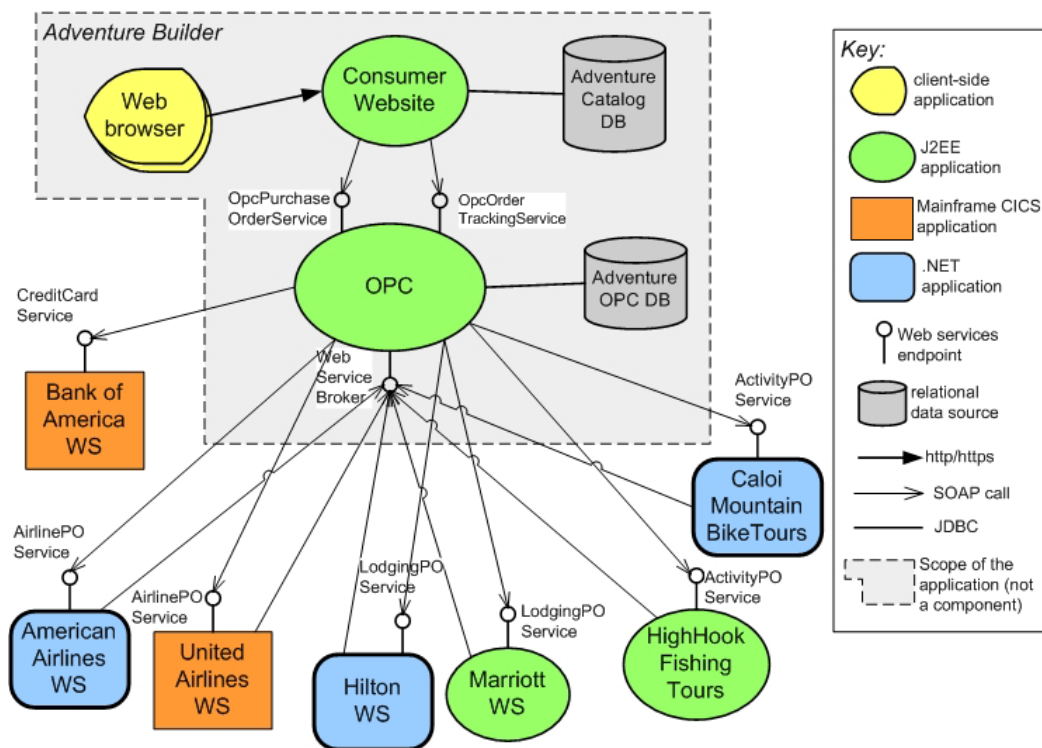 Adventure Builder
Web
browser
Consumer
Website
Adventure
Catalog
DB
OpcPurchase
OrderService
OpcOrder
TrackingService
OPC
Adventure
OPC DB
CreditCard
Service
Bank of
America
WS
Web
Service
Broker
ActivityPO
Service
Caloi
Mountain
BikeTours
AirlinePO
Service
American
Airlines
WS
AirlinePO
Service
United
Airlines
WS
LodgingPO
Service
Hilton
WS
LodgingPO
Service
Marriott
WS
ActivityPO
Service
HighHook
Fishing
Tours
Key:
client-side
application
J2EE
application
Mainframe CICS
application
.NET
application
Web services
endpoint
relational
data source
http/https
SOAP call
JDBC
Scope of the
application (not
a component)